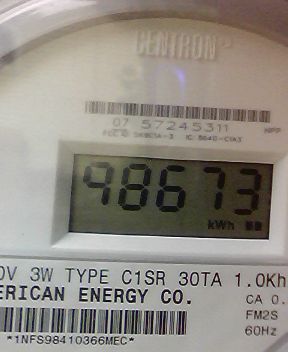 CENTRON
07 57245311
98673
kWh
0V 3W TYPE C1SR 30TA 1.0Kh
ERICAN ENERGY CO.
CA 0.
FM2S
60Hz
*1NFS98410366MEC*